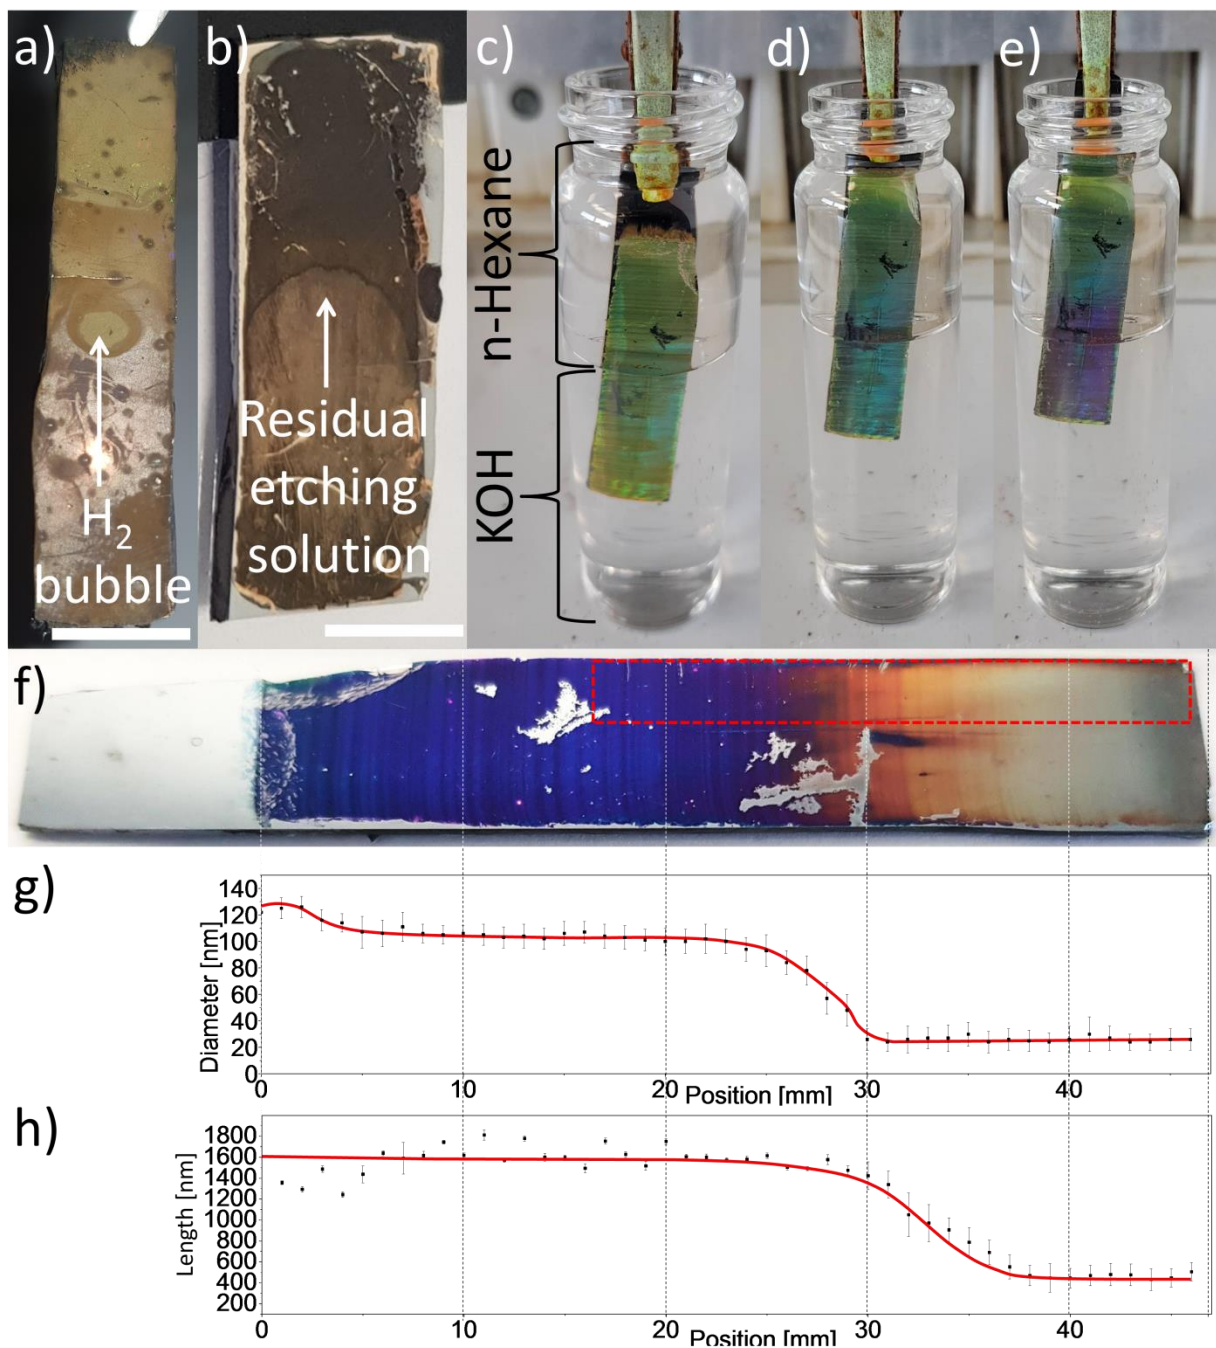 a)
b)
c)
d)
e)
H2
bubble
Residual
etching
solution
n-Hexane
KOH
f)
g)
140
120
100
80
60
40
20
0
Diameter [nm]
0
10
20
30
40
Position [mm]
h)
1800
1600
1400
1200
1000
800
600
400
200
Length [nm]
0
10
20
30
40
Position [mm]